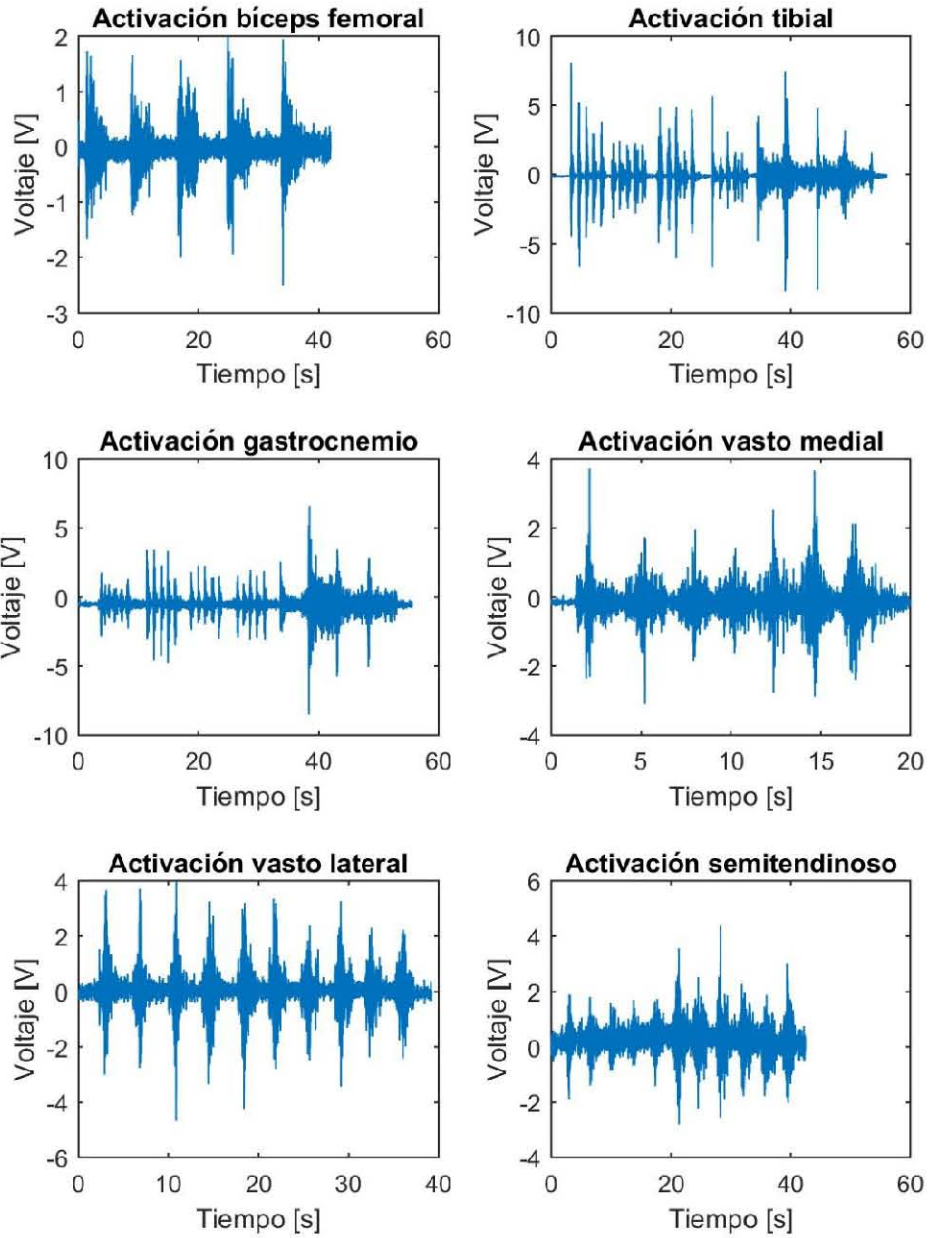 Activación bíceps femoral
Voltaje [V]
2
1
0
-1
-2
-3
0 20 40 60
Tiempo [s]
Activación tibial
Voltaje [V]
10
5
0
-5
-10
0 20 40 60
Tiempo [s]
Activación gastrocnemio
Voltaje [V]
10
5
0
-5
-10
0 20 40 60
Tiempo [s]
Activación vasto medial
Voltaje [V]
4
2
0
-2
-4
0 5 10 15 20
Tiempo [s]
Activación vasto lateral
Voltaje [V]
4
2
0
-2
-4
-6
0 10 20 30 40
Tiempo [s]
Activación semitendinoso
Voltaje [V]
6
4
2
0
-2
-4
0 20 40 60
Tiempo [s]